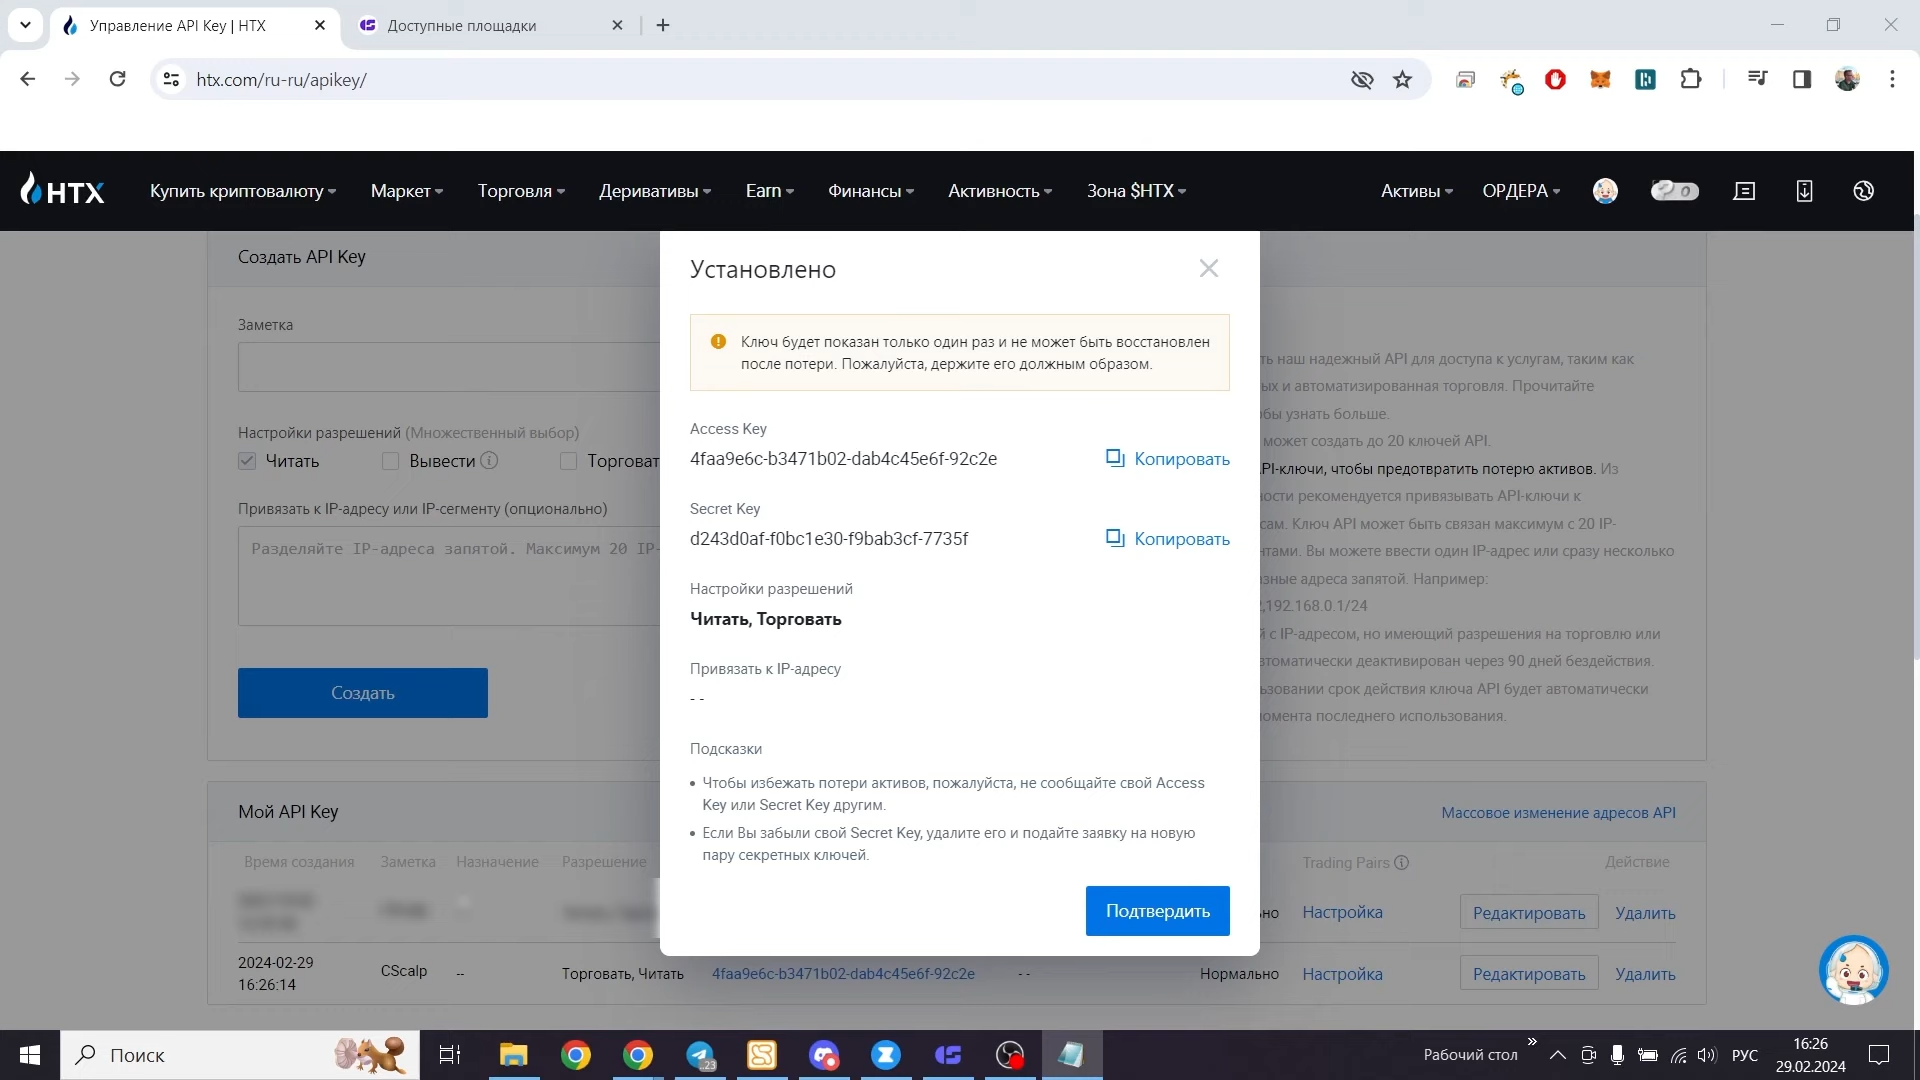 Управление API Key | HTX
Доступные площадки
htx.com/ru-ru/apikey/
HTX
Купить криптовалюту
Маркет
Торговля
Деривативы
Earn
Финансы
Активность
Зона $HTX
Активы
ОРДЕРА
0
Создать API Key
Заметка
Настройки разрешений (Множественный выбор)
Читать
Вывести
Торговат
Привязать к IP-адресу или IP-сегменту (опционально)
Разделяйте IP-адреса запятой. Максимум 20 IP-
Создать
Установлено
Ключ будет показан только один раз и не может быть восстановлен
после потери. Пожалуйста, держите его должным образом.
Access Key
4faa9e6c-b3471b02-dab4c45e6f-92c2e
Копировать
Secret Key
d243d0af-f0bc1e30-f9bab3cf-7735f
Копировать
Настройки разрешений
Читать, Торговать
Привязать к IP-адресу
- -
Подсказки
• Чтобы избежать потери активов, пожалуйста, не сообщайте свой Access
Key или Secret Key другим.
• Если Вы забыли свой Secret Key, удалите его и подайте заявку на новую
пару секретных ключей.
Подтвердить
ть наш надежный API для доступа к услугам, таким как
ых и автоматизированная торговля. Прочитайте
обы узнать больше.
может создать до 20 ключей API.
API-ключи, чтобы предотвратить потерю активов. Из
ности рекомендуется привязывать API-ключи к
сам. Ключ API может быть связан максимум с 20 IP-
нтами. Вы можете ввести один IP-адрес или сразу несколько
азные адреса запятой. Например:
2,192.168.0.1/24
й с IP-адресом, но имеющий разрешения на торговлю или
втоматически деактивирован через 90 дней бездействия.
ьзовании срок действия ключа API будет автоматически
момента последнего использования.
Мой API Key
Массовое изменение адресов API
Время создания
Заметка
Назначение
Разрешение
Trading Pairs
Действие
но
Настройка
Редактировать
Удалить
2024-02-29
16:26:14
CScalp
--
Торговать, Читать
4faa9e6c-b3471b02-dab4c45e6f-92c2e
- -
Нормально
Настройка
Редактировать
Удалить
Поиск
23
Рабочий стол
РУС
16:26
29.02.2024